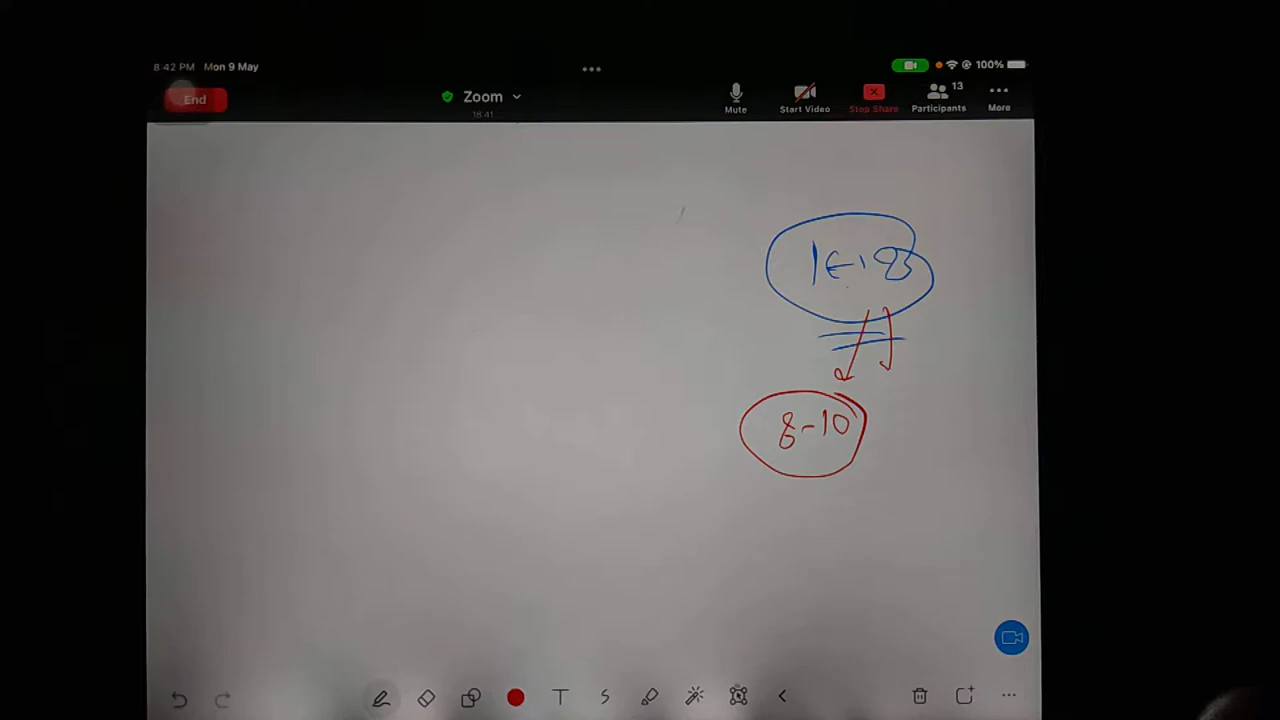 8:42 PM Mon 9 May
100%
End
Zoom
18:41
Mute
Start Video
Stop Share
Participants
13
More
8-10
T